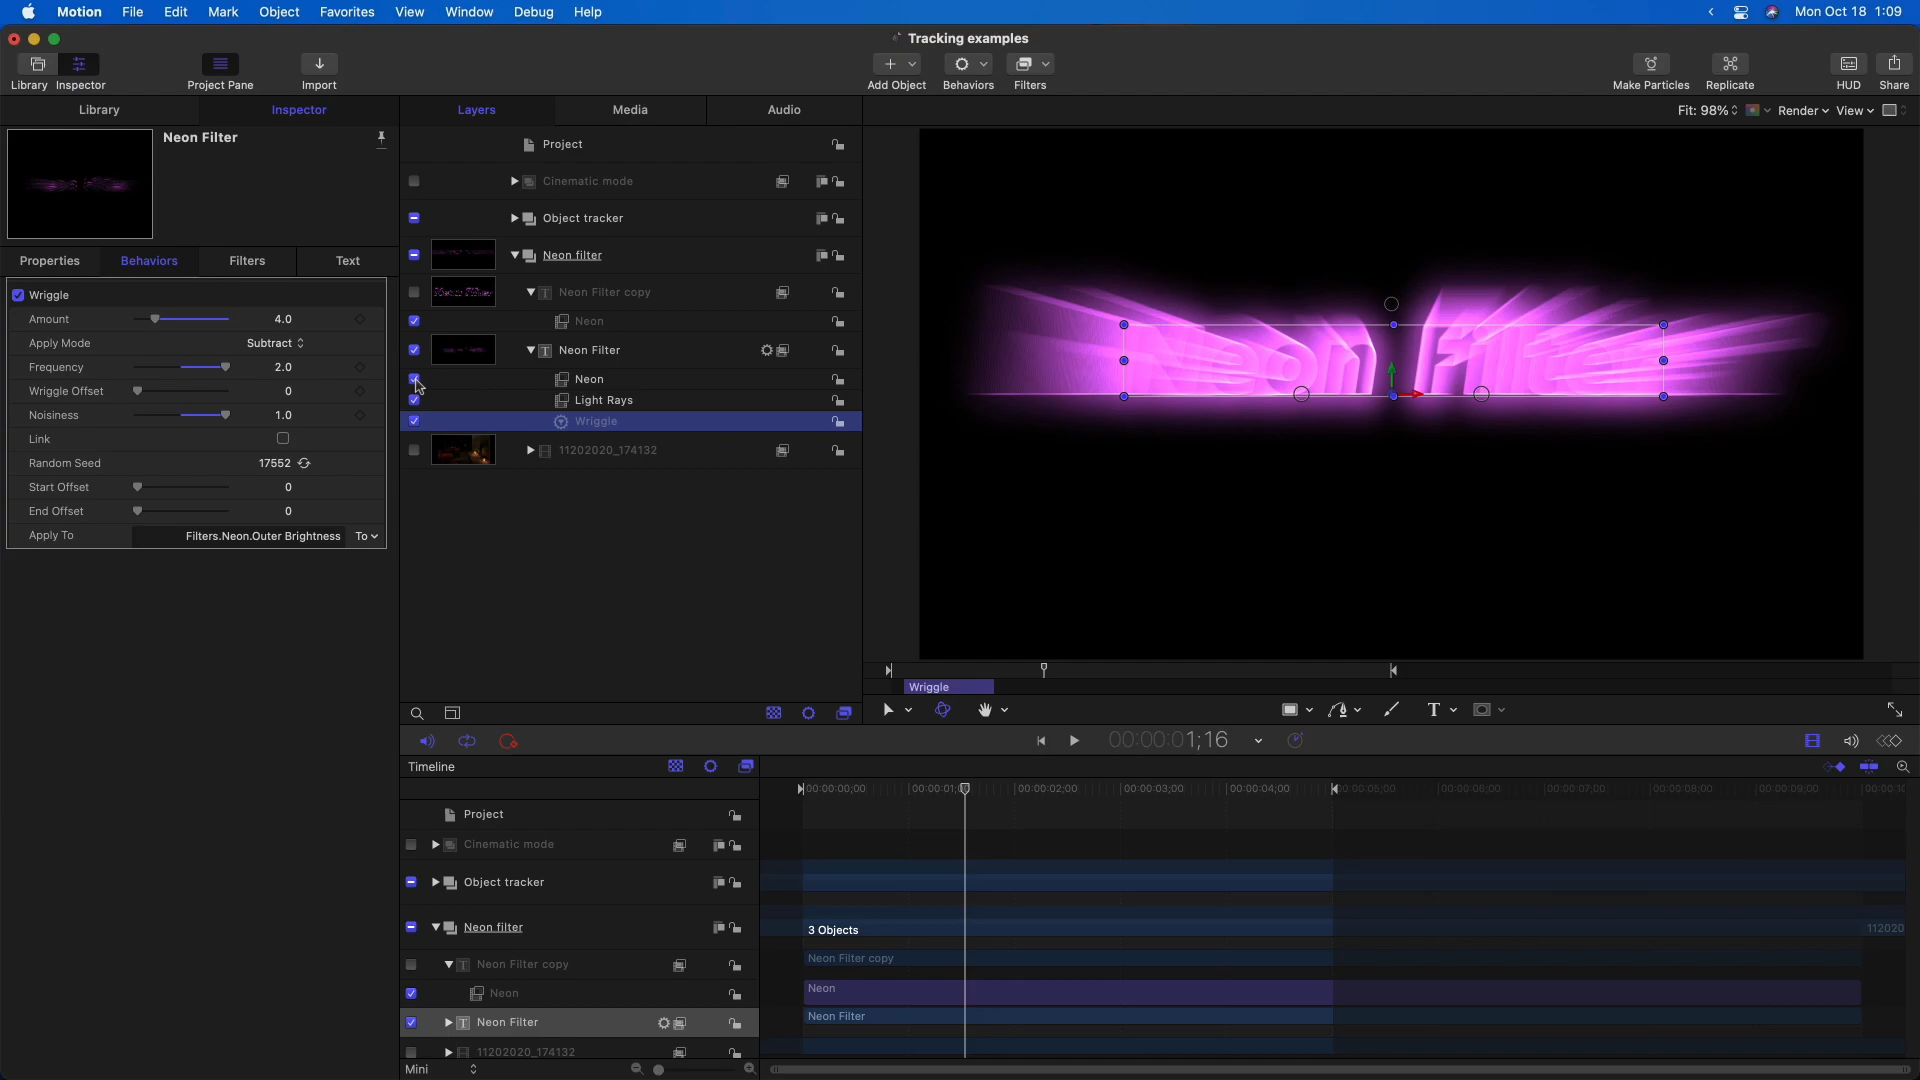 Motion File Edit Mark Object Favorites View Window Debug Help Mon Oct 18 1:09
Tracking examples
Library Inspector Project Pane Import Add Object Behaviors Filters Make Particles Replicate HUD Share
Library Inspector Layers Media Audio
Fit: 98% Render View
Neon Filter
Properties Behaviors Filters Text
Wriggle
Amount 4.0
Apply Mode Subtract
Frequency 2.0
Wriggle Offset 0
Noisiness 1.0
Link
Random Seed 17552
Start Offset 0
End Offset 0
Apply To Filters.Neon.Outer Brightness To
Project
Cinematic mode
Object tracker
Neon filter
Neon Filter copy
Neon
Neon Filter
Neon
Light Rays
Wriggle
11202020_174132
Neon Filter
Wriggle
T
00:00:01;16
Timeline
00:00:00;00 00:00:01;00 00:00:02;00 00:00:03;00 00:00:04;00 00:00:05;00 00:00:06;00 00:00:07;00 00:00:08;00 00:00:09;00
Project
Cinematic mode
Object tracker
Neon filter
3 Objects
112020
Neon Filter copy
Neon Filter copy
Neon
Neon
Neon Filter
Neon Filter
11202020_174132
Mini